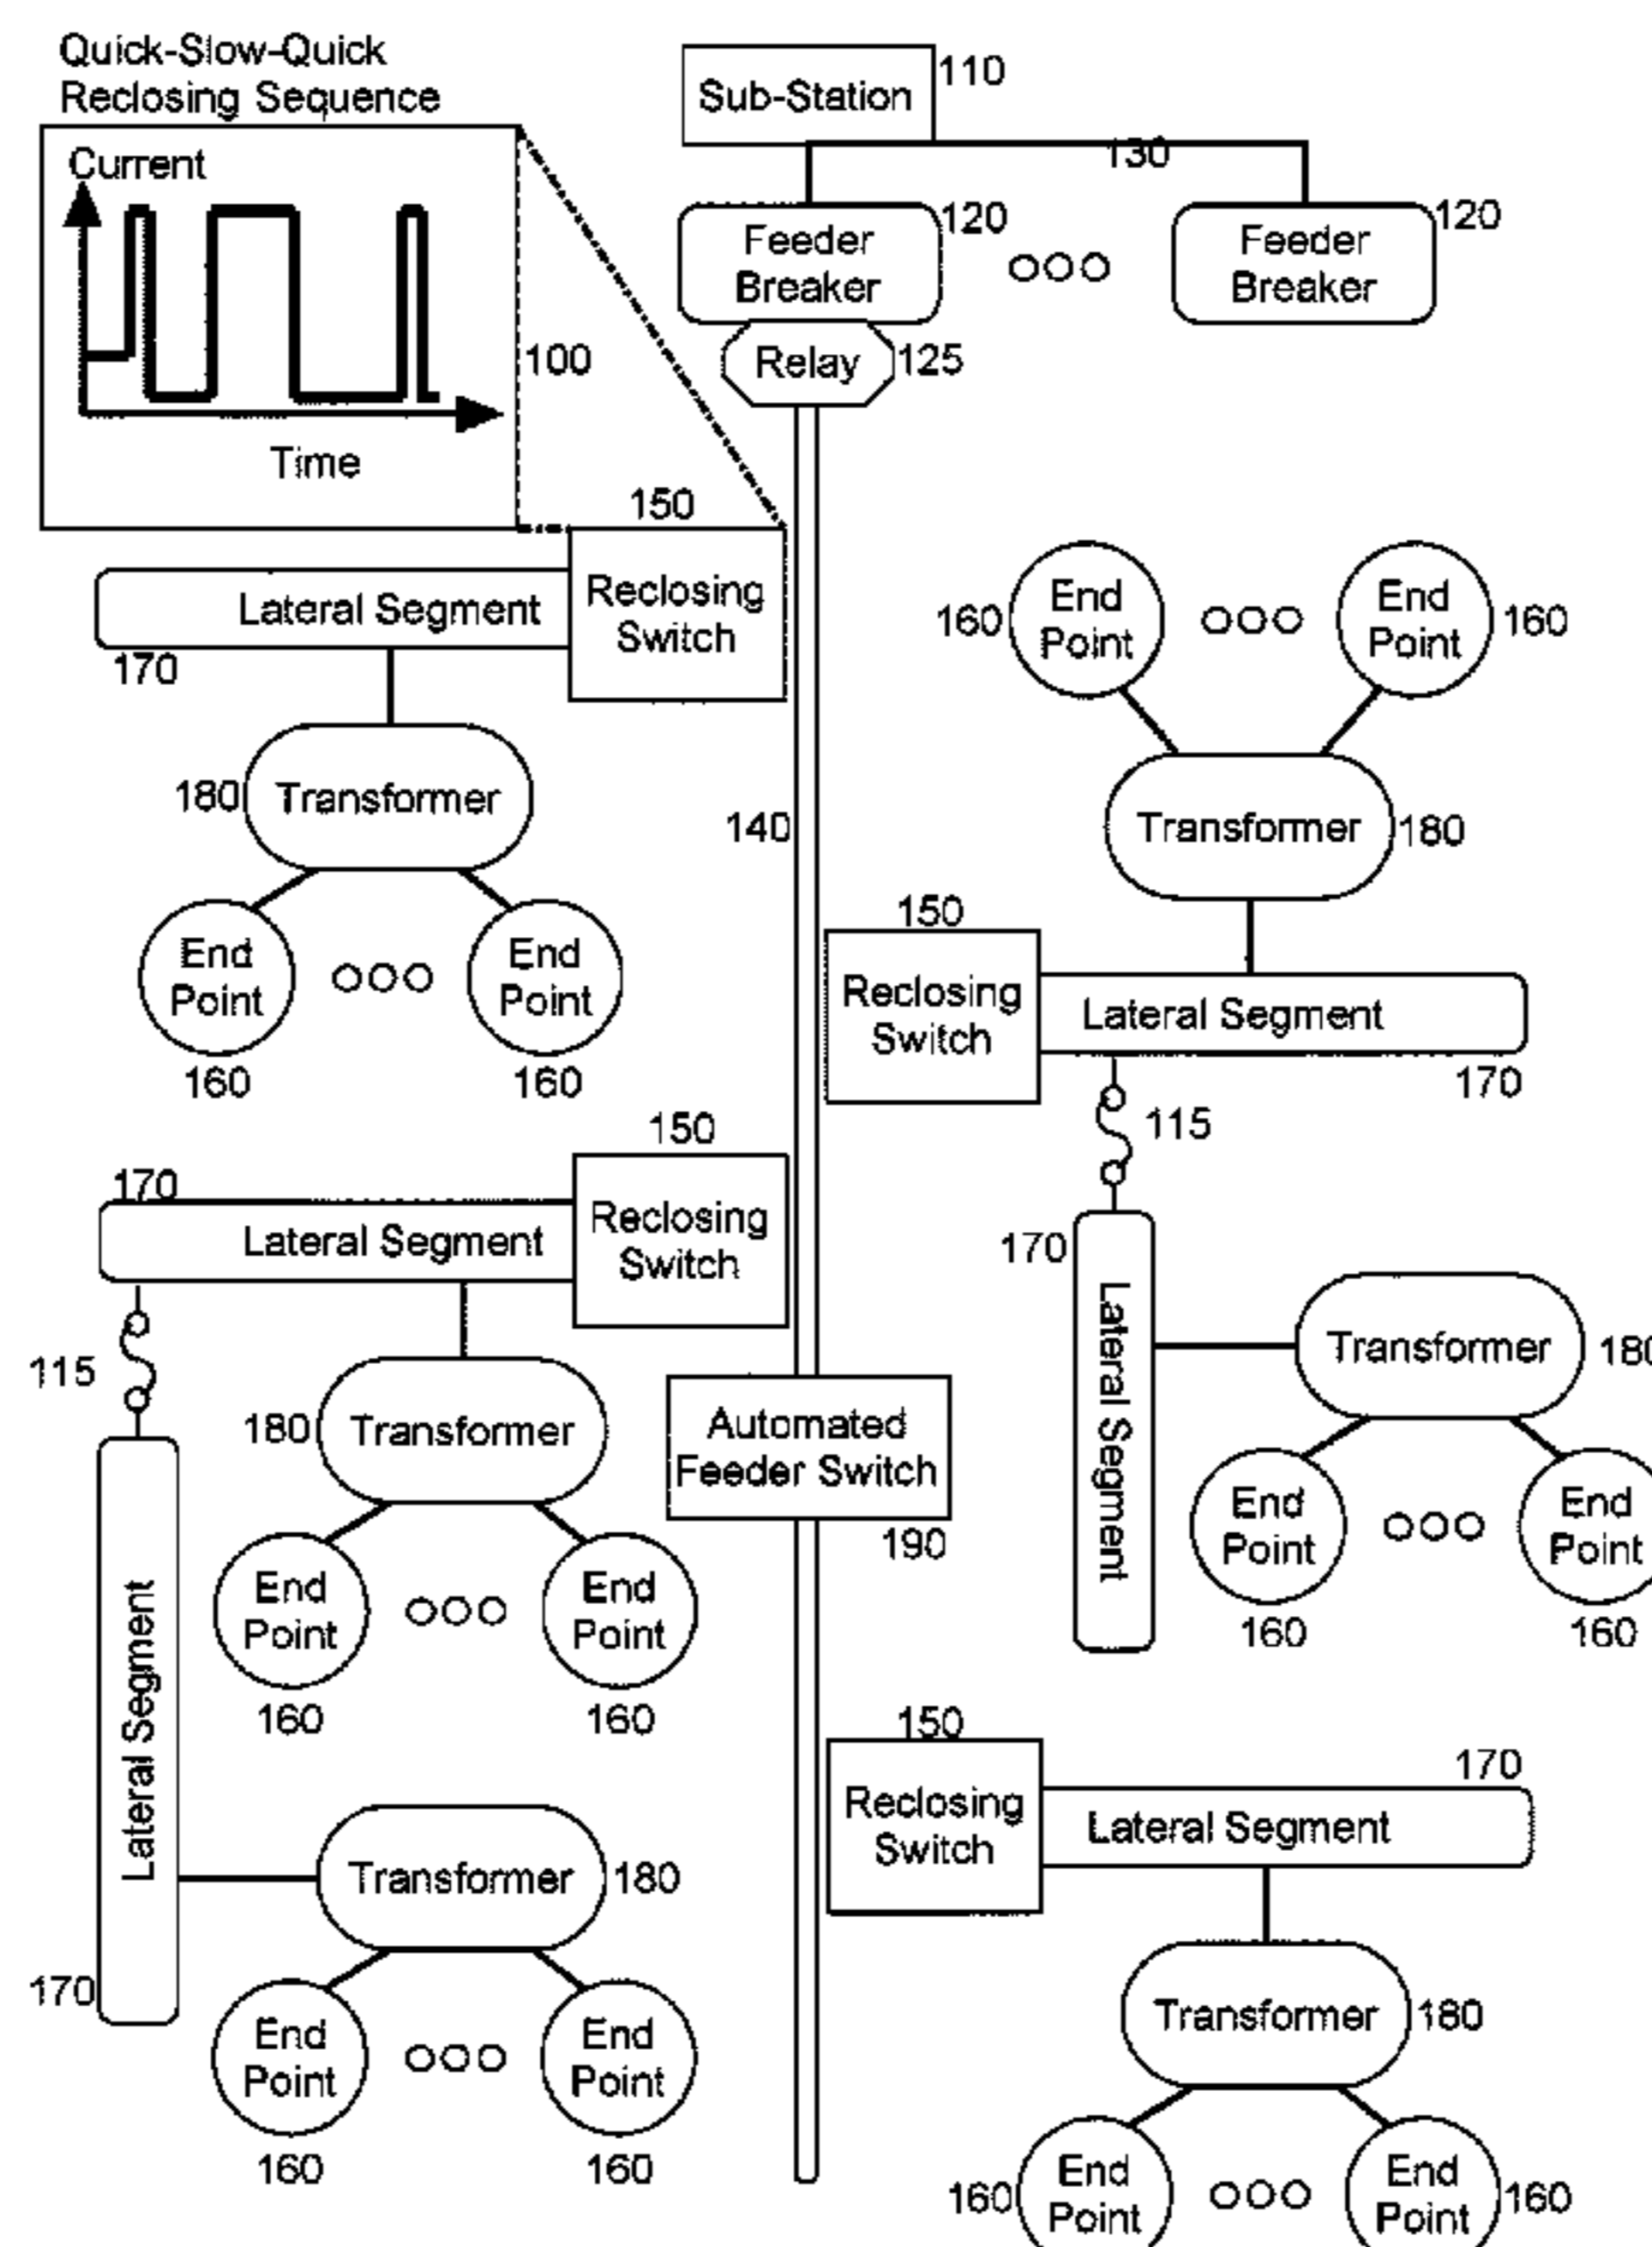 Quick-Slow-Quick
Reclosing Sequence
Current
Time
100
Sub-Station
110
130
Feeder
Breaker
120
Feeder
Breaker
120
Relay
125
150
Reclosing
Switch
Lateral Segment
170
180
Transformer
End
Point
End
Point
160
160
140
160
End
Point
End
Point
160
Transformer
180
150
Reclosing
Switch
Lateral Segment
170
115
170
Lateral Segment
Transformer
180
End
Point
End
Point
160
160
150
170
Lateral Segment
Reclosing
Switch
115
180
Transformer
Automated
Feeder Switch
190
End
Point
End
Point
160
160
Lateral Segment
170
Transformer
180
End
Point
End
Point
160
160
150
Reclosing
Switch
170
Lateral Segment
Transformer
180
160
End
Point
End
Point
160